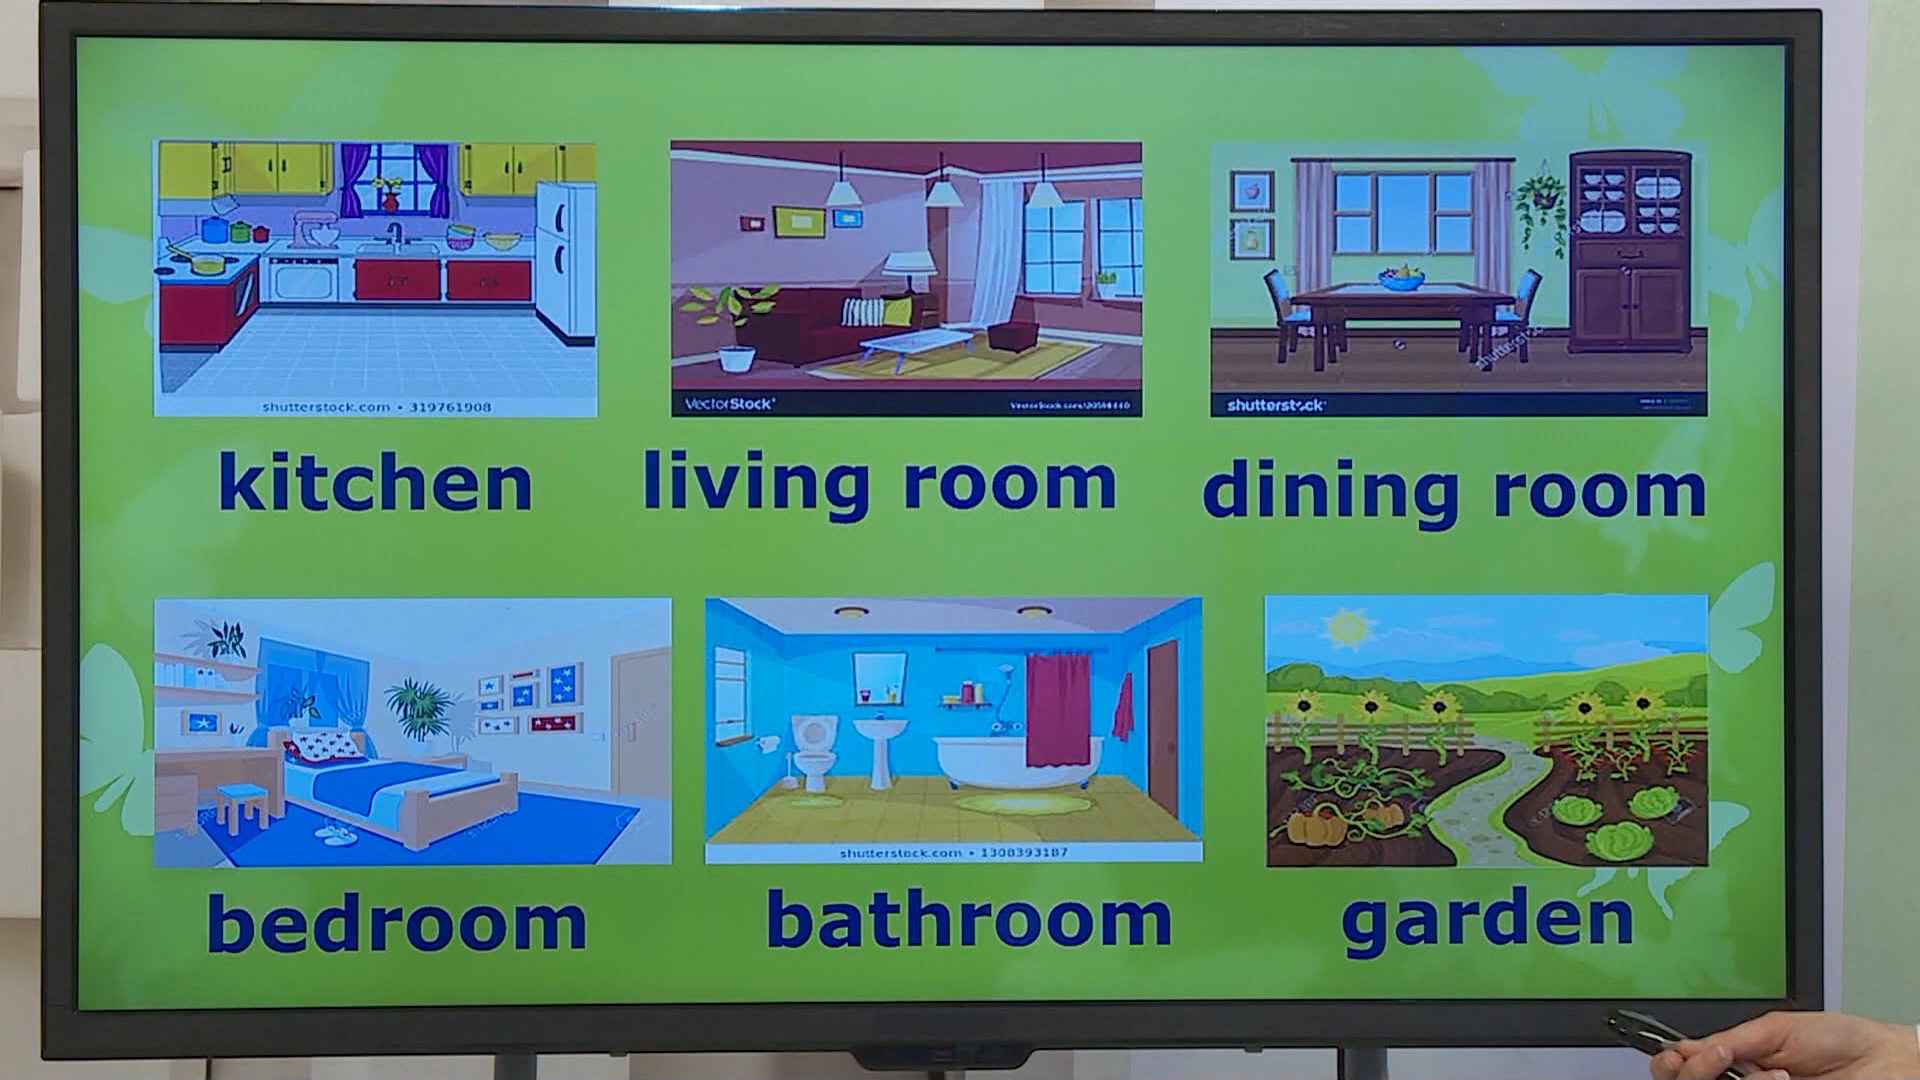 shutterstock.com • 319761908
VectorStock®
shutterstock
kitchen
living room
dining room
shutterstock.com • 1308393187
bedroom
bathroom
garden